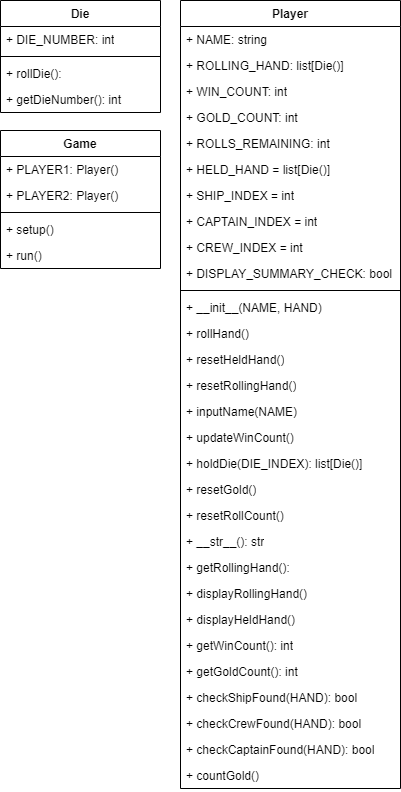 Die
+ DIE_NUMBER: int
+ rollDie():
+ getDieNumber(): int
Game
+ PLAYER1: Player()
+ PLAYER2: Player()
+ setup()
+ run()
Player
+ NAME: string
+ ROLLING_HAND: list[Die()]
+ WIN_COUNT: int
+ GOLD_COUNT: int
+ ROLLS_REMAINING: int
+ HELD_HAND = list[Die()]
+ SHIP_INDEX = int
+ CAPTAIN_INDEX = int
+ CREW_INDEX = int
+ DISPLAY_SUMMARY_CHECK: bool
+ __init__(NAME, HAND)
+ rollHand()
+ resetHeldHand()
+ resetRollingHand()
+ inputName(NAME)
+ updateWinCount()
+ holdDie(DIE_INDEX): list[Die()]
+ resetGold()
+ resetRollCount()
+ __str__(): str
+ getRollingHand():
+ displayRollingHand()
+ displayHeldHand()
+ getWinCount(): int
+ getGoldCount(): int
+ checkShipFound(HAND): bool
+ checkCrewFound(HAND): bool
+ checkCaptainFound(HAND): bool
+ countGold()